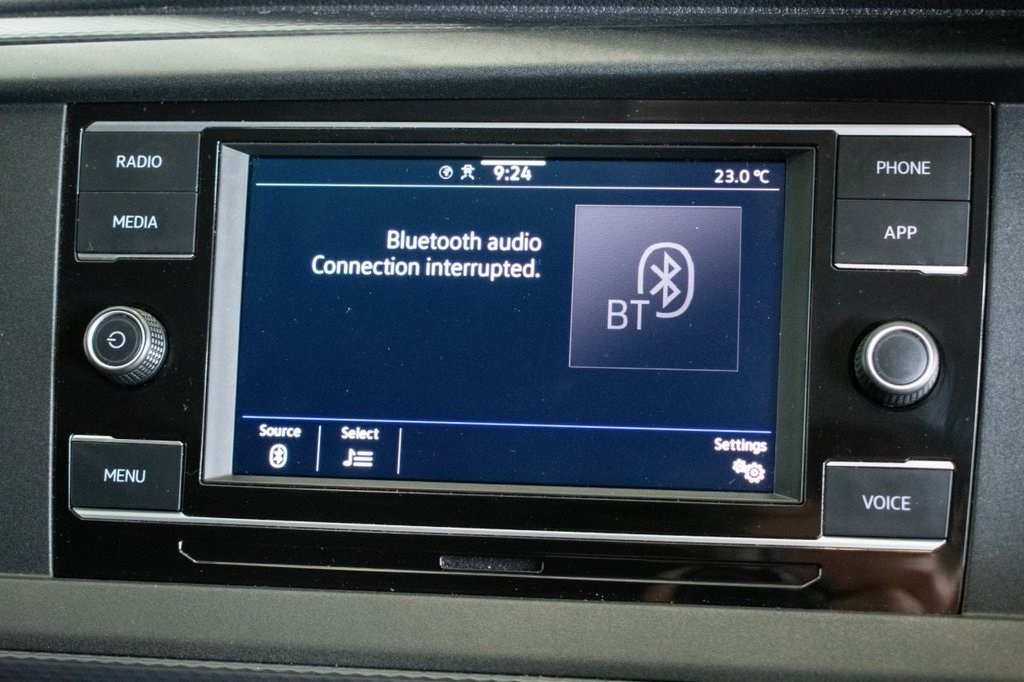 RADIO
MEDIA
MENU
9:24
23.0 °C
Bluetooth audio
Connection interrupted.
BT
Source
Select
Settings
PHONE
APP
VOICE